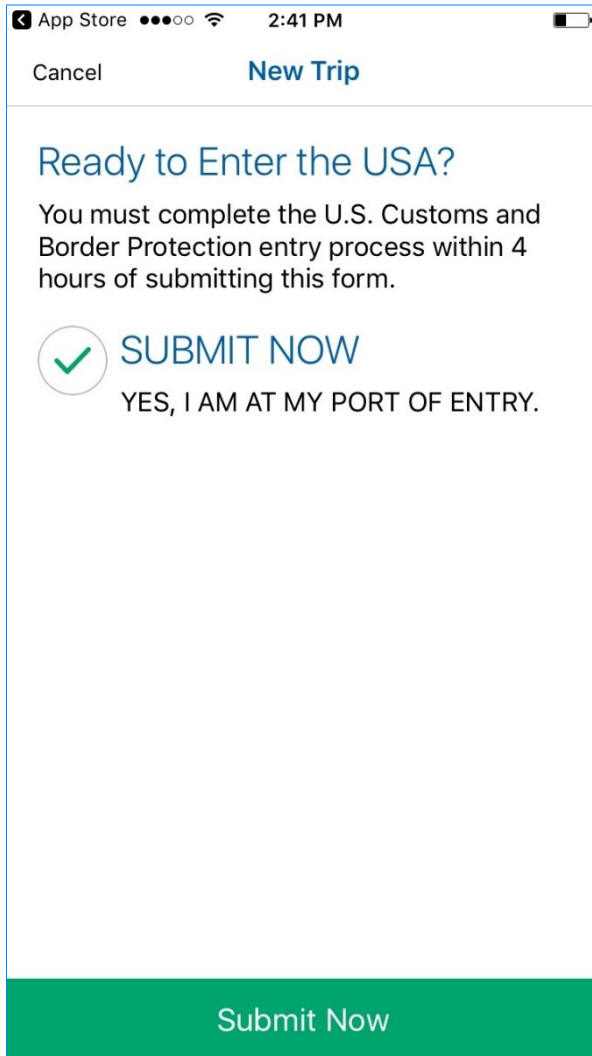 App Store 2:41 PM
Cancel New Trip
Ready to Enter the USA?
You must complete the U.S. Customs and
Border Protection entry process within 4
hours of submitting this form.
SUBMIT NOW
YES, I AM AT MY PORT OF ENTRY.
Submit Now